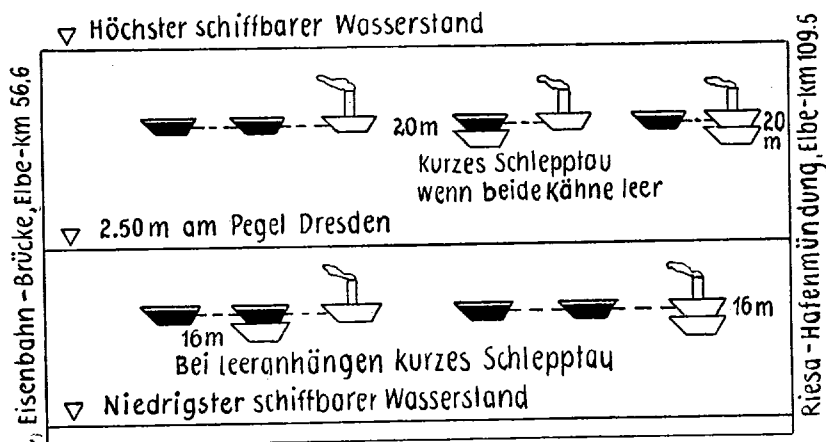 Höchster schiffbarer Wasserstand
Eisenbahn-Brücke, Elbe-km 56,6
Riesa-Hafenmündung, Elbe-km 109.5
20m
20
m
Kurzes Schlepptau
wenn beide Kähne leer
2.50m am Pegel Dresden
16m
16m
Bei Leeranhängen kurzes Schlepptau
Niedrigster schiffbarer Wasserstand